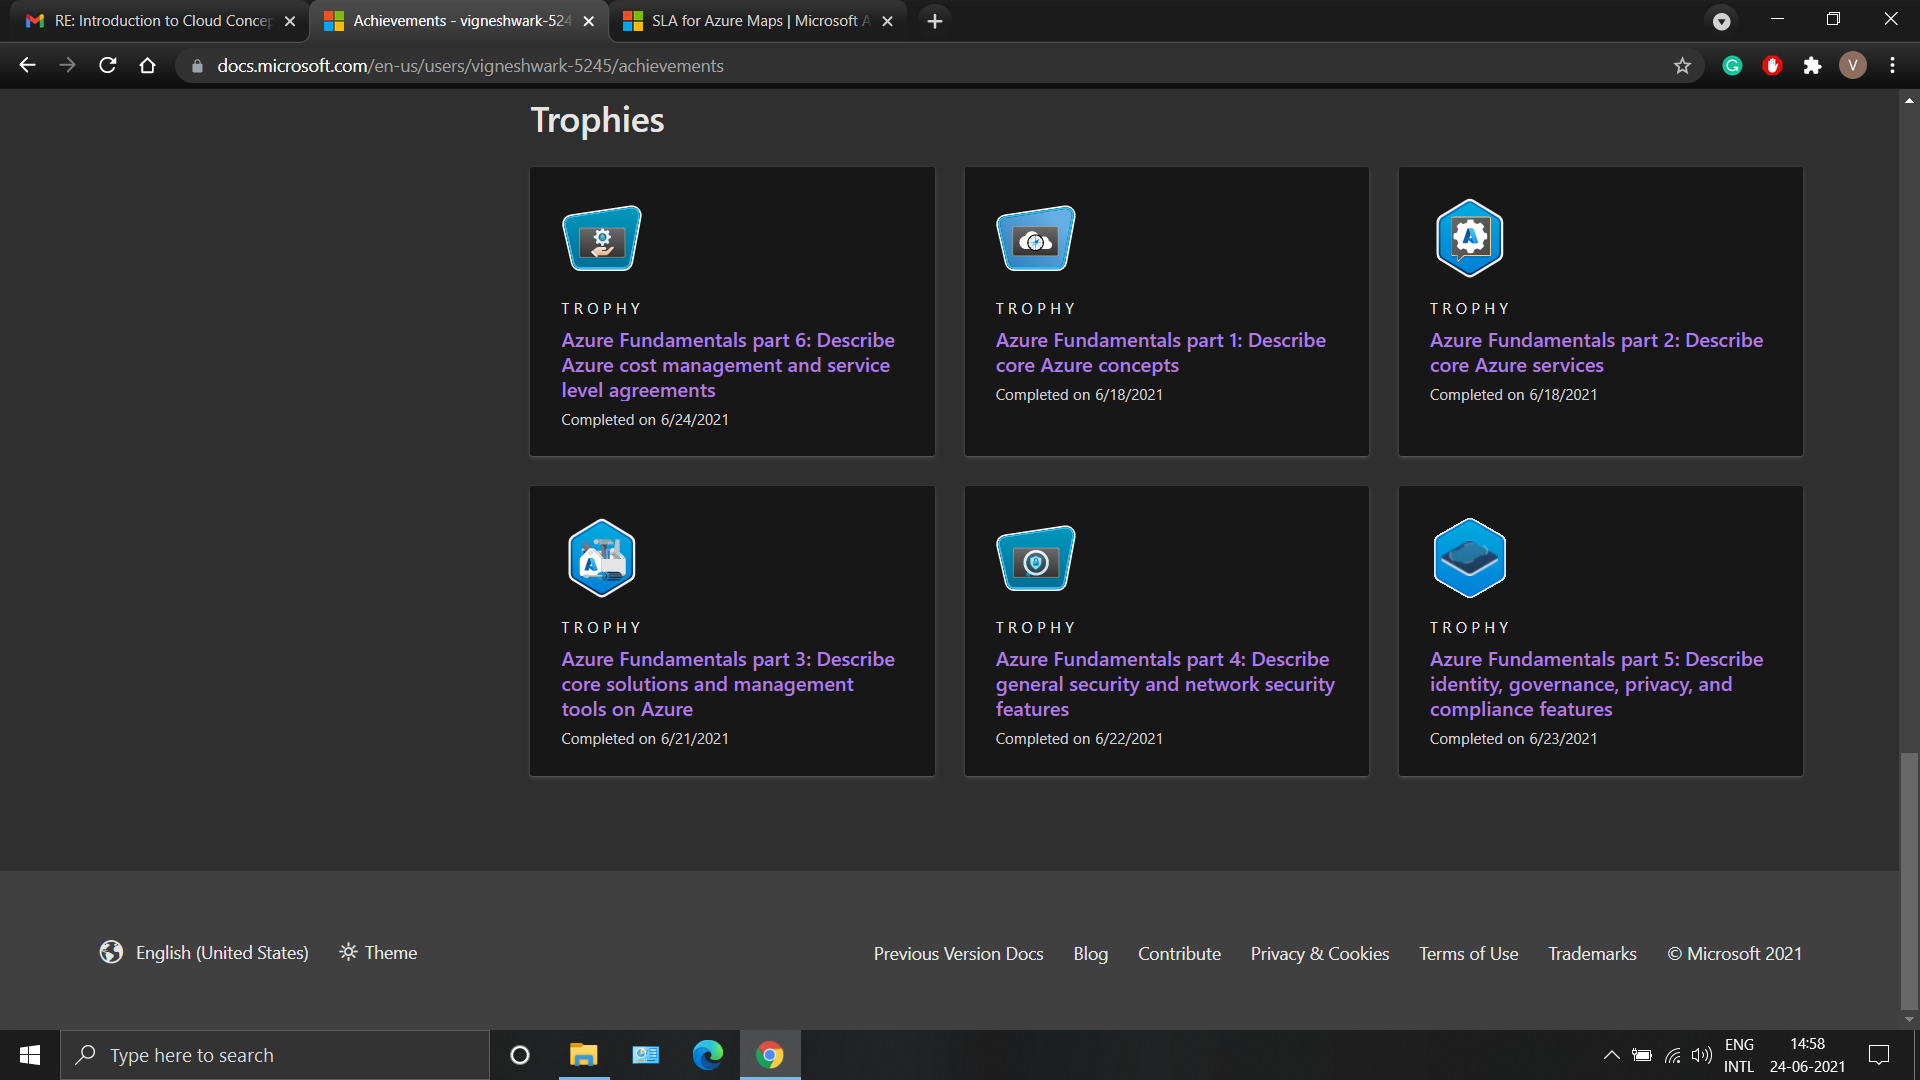 RE: Introduction to Cloud Concep
Achievements - vigneshwark-524
SLA for Azure Maps | Microsoft A
docs.microsoft.com/en-us/users/vigneshwark-5245/achievements
V
Trophies
TROPHY
Azure Fundamentals part 6: Describe
Azure cost management and service
level agreements
Completed on 6/24/2021
TROPHY
Azure Fundamentals part 1: Describe
core Azure concepts
Completed on 6/18/2021
TROPHY
Azure Fundamentals part 2: Describe
core Azure services
Completed on 6/18/2021
TROPHY
Azure Fundamentals part 3: Describe
core solutions and management
tools on Azure
Completed on 6/21/2021
TROPHY
Azure Fundamentals part 4: Describe
general security and network security
features
Completed on 6/22/2021
TROPHY
Azure Fundamentals part 5: Describe
identity, governance, privacy, and
compliance features
Completed on 6/23/2021
English (United States)
Theme
Previous Version Docs
Blog
Contribute
Privacy & Cookies
Terms of Use
Trademarks
© Microsoft 2021
Type here to search
ENG
INTL
14:58
24-06-2021